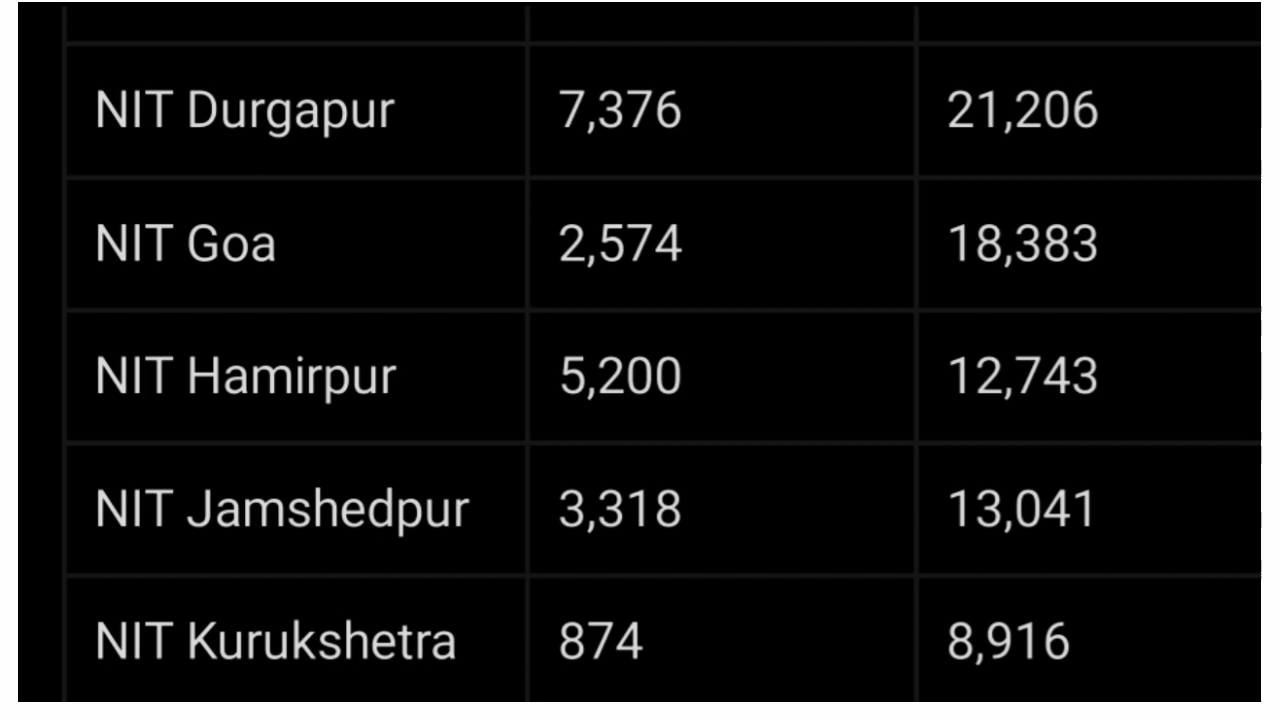 NIT Durgapur 7,376 21,206
NIT Goa 2,574 18,383
NIT Hamirpur 5,200 12,743
NIT Jamshedpur 3,318 13,041
NIT Kurukshetra 874 8,916